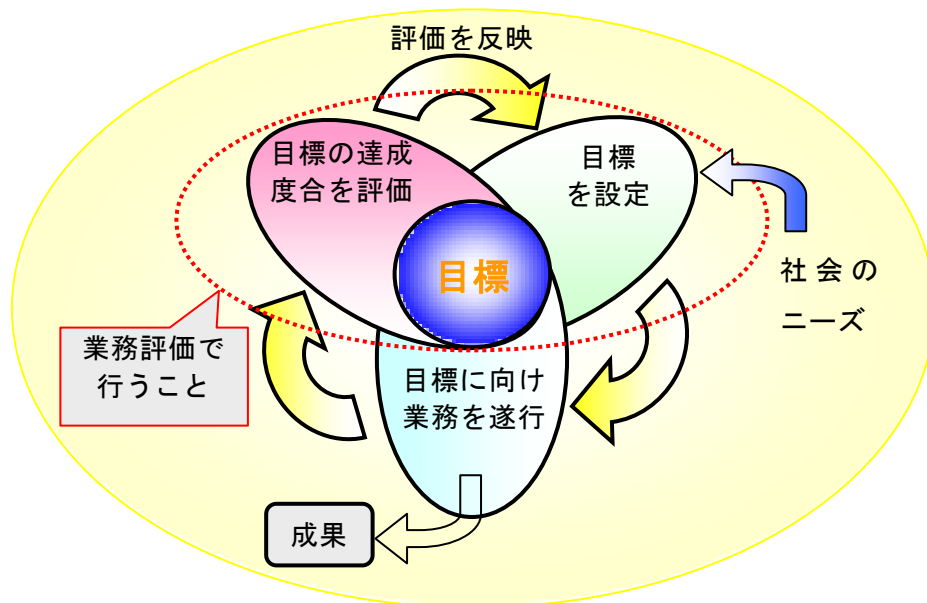 評価を反映
目標の達成
度合を評価
目標
を設定
目標
社会の
ニーズ
業務評価で
行うこと
目標に向け
業務を遂行
成果